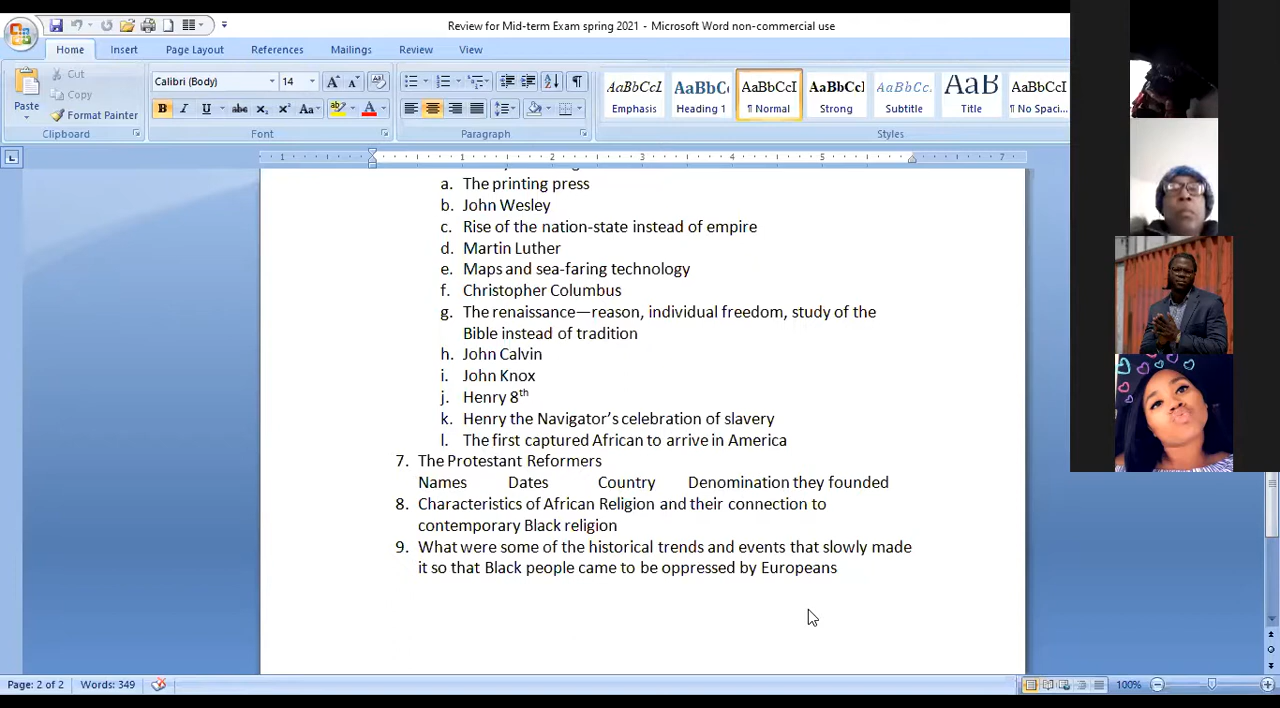 Review for Mid-term Exam spring 2021 - Microsoft Word non-commercial use
Home Insert Page Layout References Mailings Review View
Paste
Cut
Copy
Format Painter
Clipboard
Calibri (Body) 14
Font
Paragraph
AaBbCcI AaBbC AaBbCcI AaBbCcl AaBbCc. AaB AaBbCcI
Emphasis Heading 1 ¶ Normal Strong Subtitle Title ¶ No Spaci...
Styles
1 1 2 3 4 5 7
a. The printing press
b. John Wesley
c. Rise of the nation-state instead of empire
d. Martin Luther
e. Maps and sea-faring technology
f. Christopher Columbus
g. The renaissance—reason, individual freedom, study of the
Bible instead of tradition
h. John Calvin
i. John Knox
j. Henry 8th
k. Henry the Navigator's celebration of slavery
l. The first captured African to arrive in America
7. The Protestant Reformers
Names Dates Country Denomination they founded
8. Characteristics of African Religion and their connection to
contemporary Black religion
9. What were some of the historical trends and events that slowly made
it so that Black people came to be oppressed by Europeans
Page: 2 of 2 Words: 349 100%